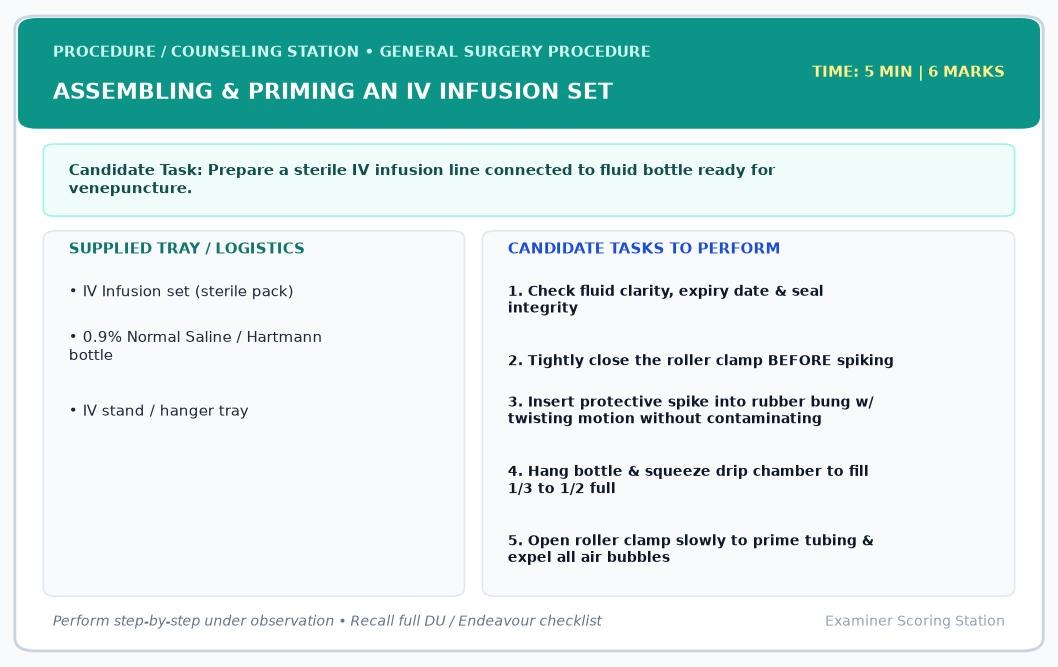 PROCEDURE / COUNSELING STATION • GENERAL SURGERY PROCEDURE
TIME: 5 MIN | 6 MARKS
ASSEMBLING & PRIMING AN IV INFUSION SET
Candidate Task: Prepare a sterile IV infusion line connected to fluid bottle ready for
venepuncture.
SUPPLIED TRAY / LOGISTICS
• IV Infusion set (sterile pack)
• 0.9% Normal Saline / Hartmann
bottle
• IV stand / hanger tray
CANDIDATE TASKS TO PERFORM
1. Check fluid clarity, expiry date & seal
integrity
2. Tightly close the roller clamp BEFORE spiking
3. Insert protective spike into rubber bung w/
twisting motion without contaminating
4. Hang bottle & squeeze drip chamber to fill
1/3 to 1/2 full
5. Open roller clamp slowly to prime tubing &
expel all air bubbles
Perform step-by-step under observation • Recall full DU / Endeavour checklist
Examiner Scoring Station